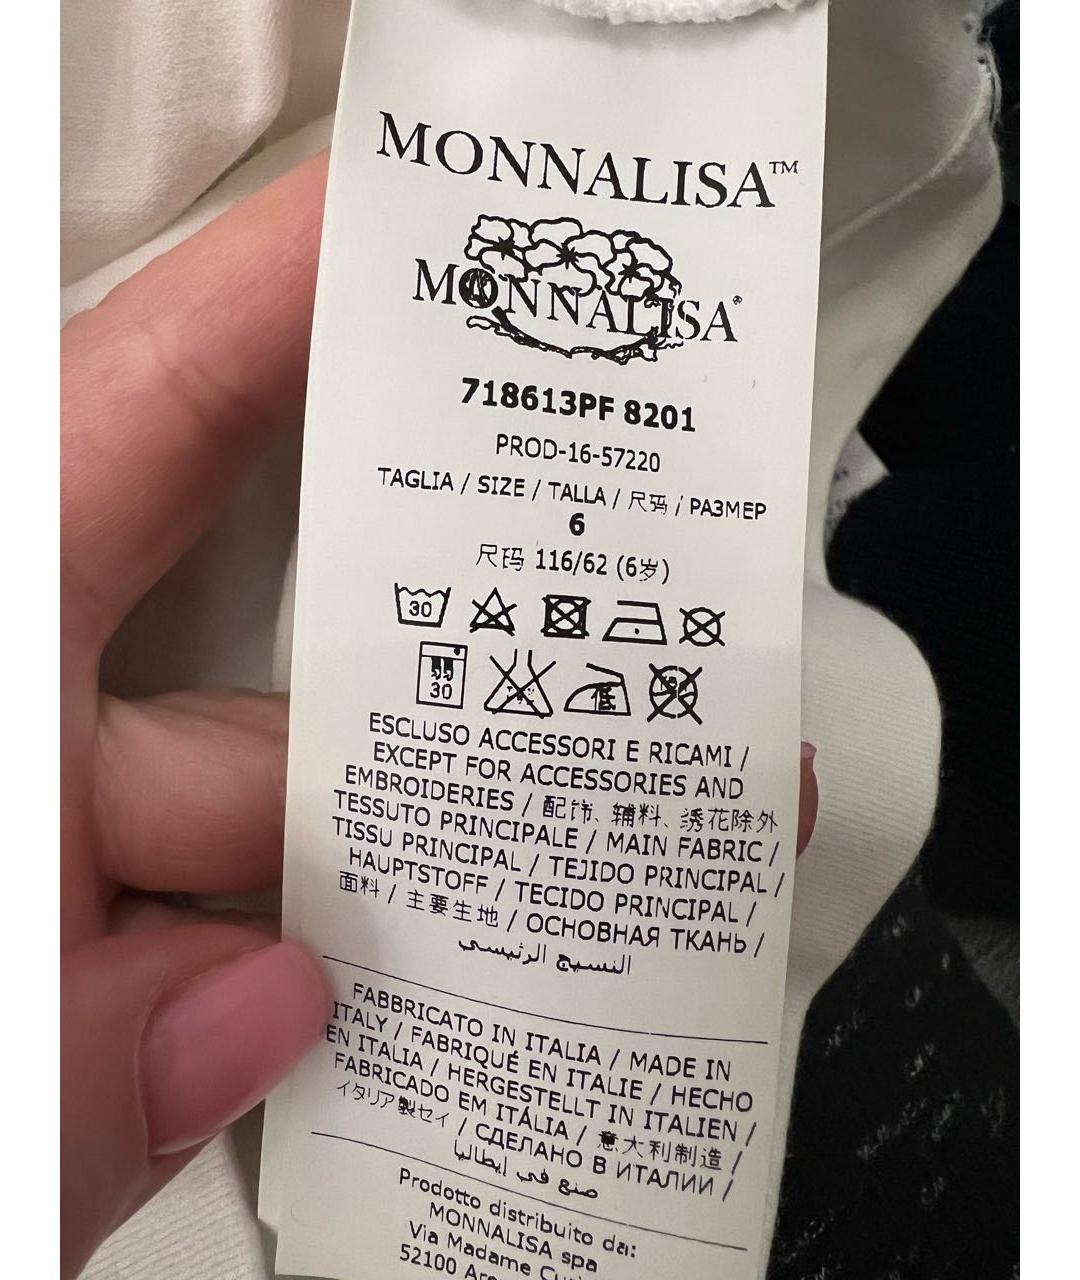 MONNALISA™
MONNALISA®
718613PF 8201
PROD-16-57220
TAGLIA / SIZE / TALLA / 尺码 / РАЗМЕР
6
尺码 116/62 (6岁)
30
30
低
ESCLUSO ACCESSORI E RICAMI /
EXCEPT FOR ACCESSORIES AND
EMBROIDERIES / 配饰、辅料、绣花除外
TESSUTO PRINCIPALE / MAIN FABRIC /
TISSU PRINCIPAL / TEJIDO PRINCIPAL /
HAUPTSTOFF / TECIDO PRINCIPAL /
面料 / 主要生地 / ОСНОВНАЯ ТКАНЬ /
النسيج الرئيسي
FABBRICATO IN ITALIA / MADE IN
ITALY / FABRIQUÉ EN ITALIE / HECHO
EN ITALIA / HERGESTELLT IN ITALIEN /
FABRICADO EM ITÁLIA / 意大利制造 /
イタリア製セイ / СДЕЛАНО В ИТАЛИИ /
صنع في إيطاليا
Prodotto distribuito da:
MONNALISA spa
Via Madame
52100